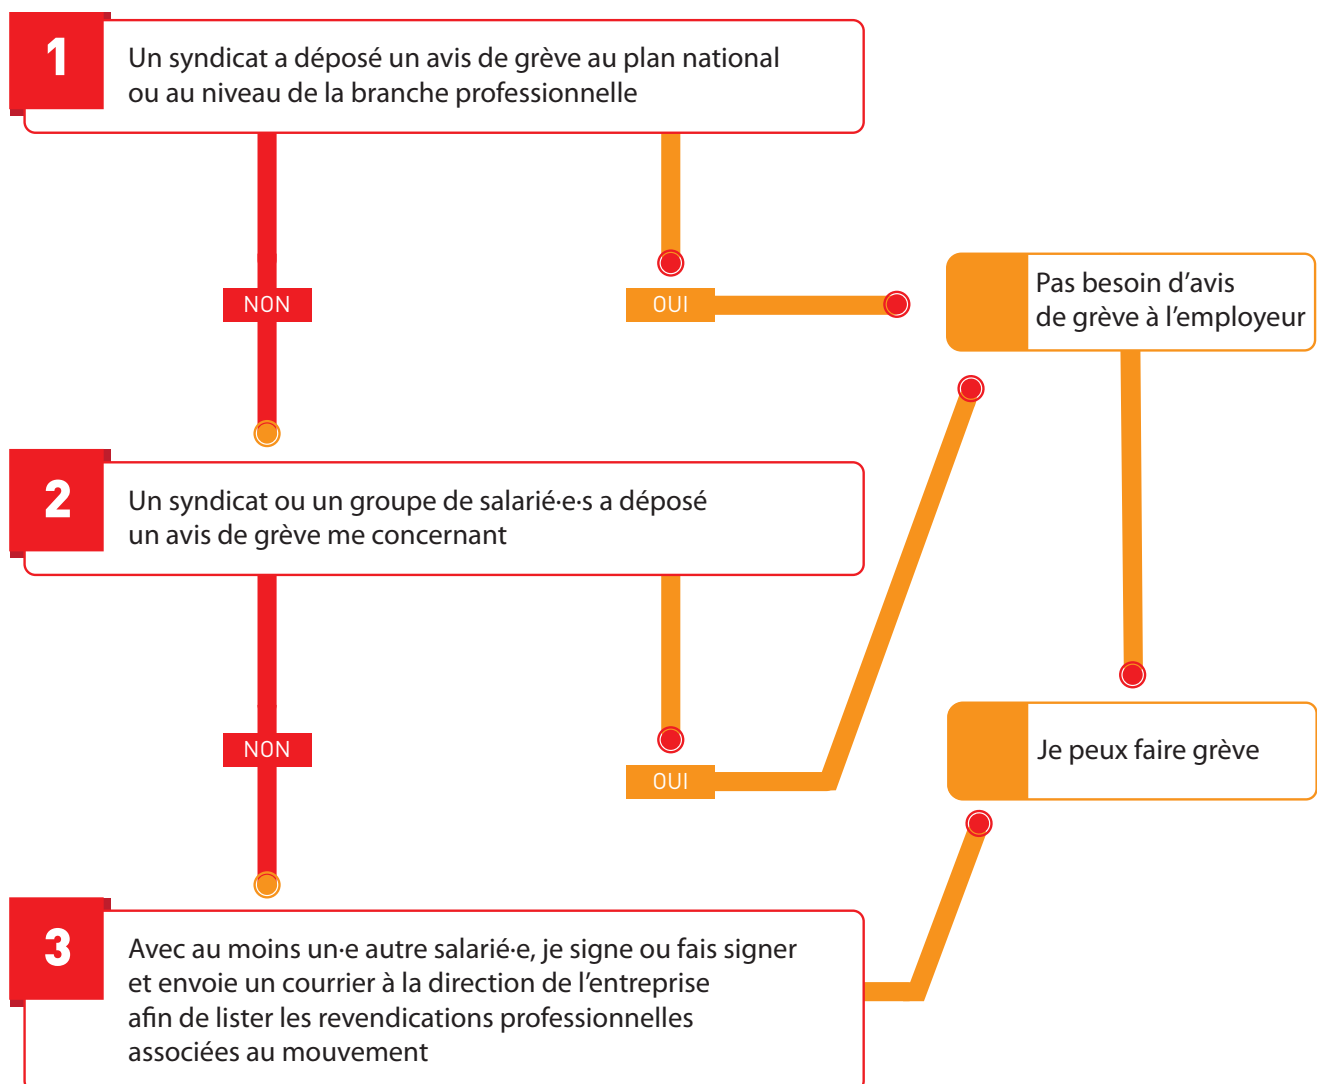 1
Un syndicat a déposé un avis de grève au plan national
ou au niveau de la branche professionnelle
NON
OUI
Pas besoin d’avis
de grève à l’employeur
2
Un syndicat ou un groupe de salarié·e·s a déposé
un avis de grève me concernant
NON
OUI
Je peux faire grève
3
Avec au moins un·e autre salarié·e, je signe ou fais signer
et envoie un courrier à la direction de l’entreprise
afin de lister les revendications professionnelles
associées au mouvement